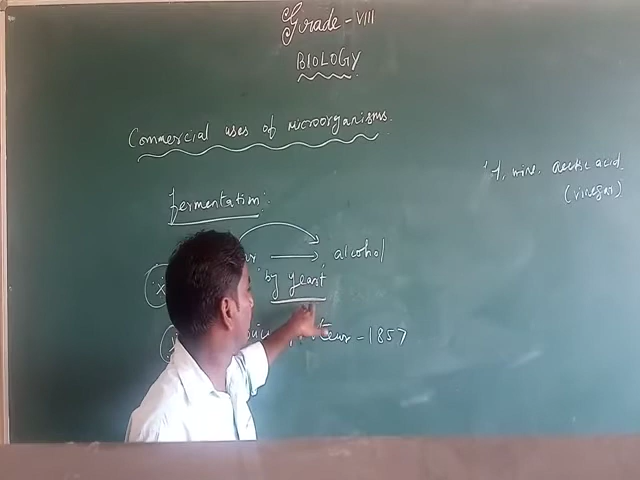 Grade - VIII
BIOLOGY
Commercial uses of microorganisms.
Fermentation:
alcohol
by yeast
- 1857
wine. acetic acid
(vinegar)